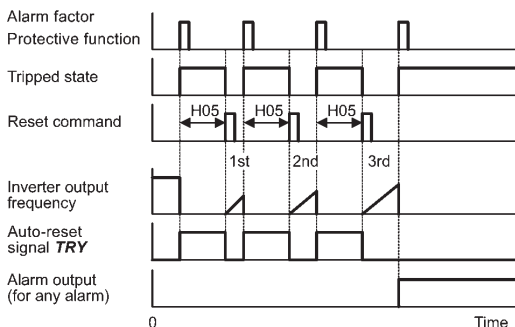 Alarm factor
Protective function
Tripped state
H05 H05 H05
Reset command
1st 2nd 3rd
Inverter output
frequency
Auto-reset
signal TRY
Alarm output
(for any alarm)
0 Time